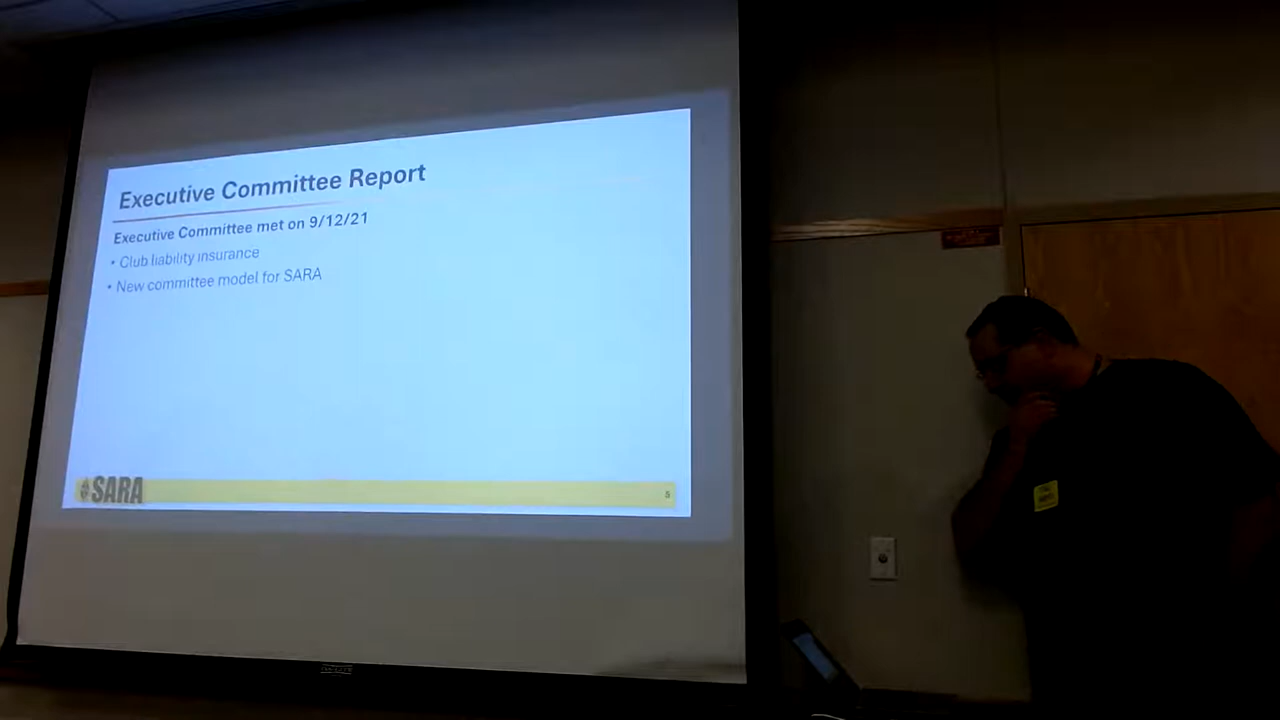 Executive Committee Report
Executive Committee met on 9/12/21
• Club liability insurance
• New committee model for SARA
SARA
5